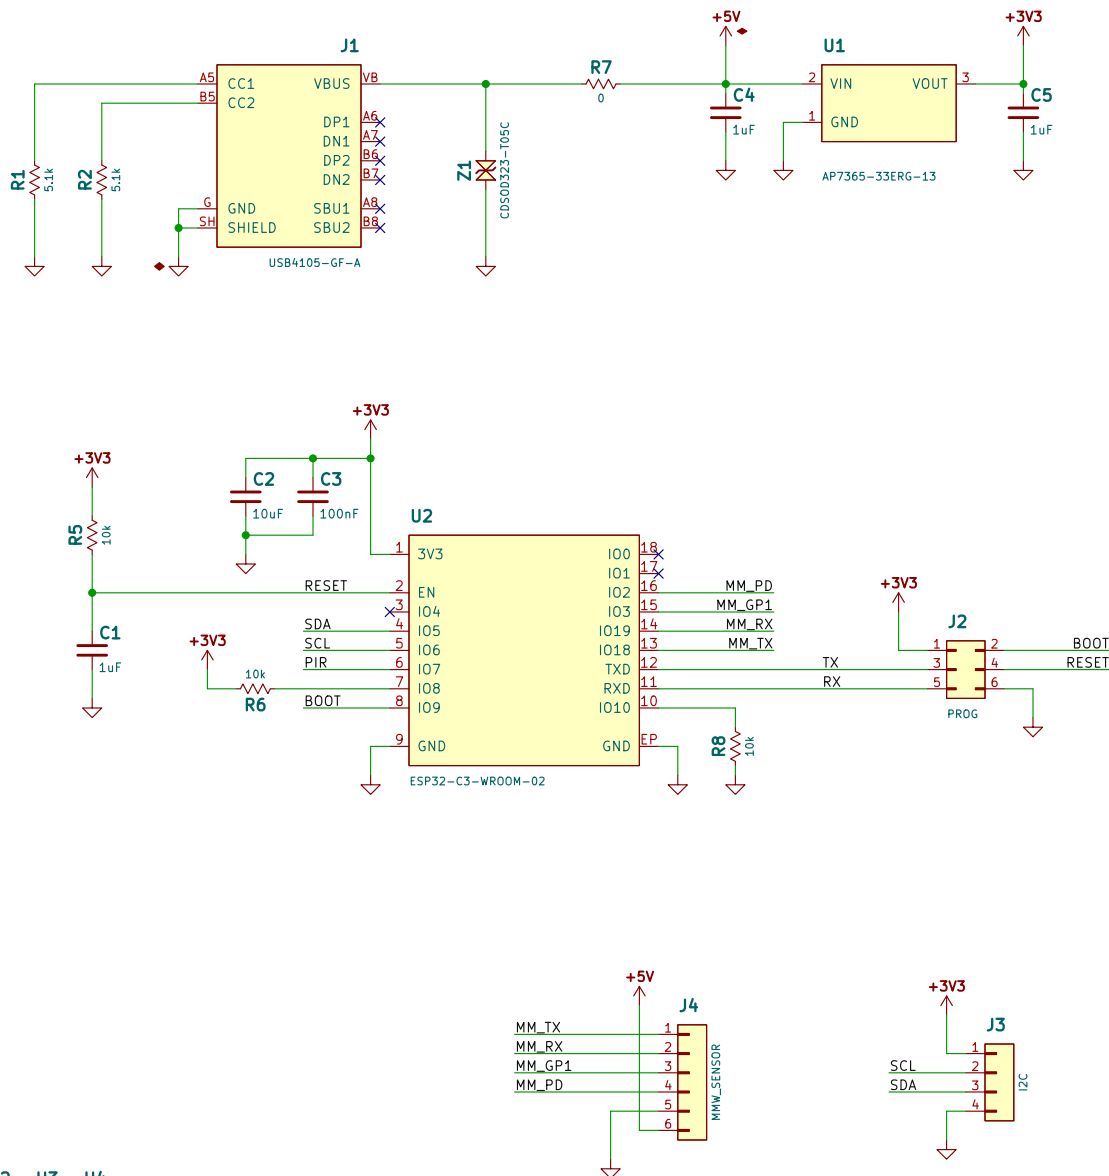 +5V
+3V3
J1
U1
R7
0
A5
CC1
VBUS
VB
B5
CC2
2
VIN
VOUT
3
C4
1uF
C5
1uF
DP1
A6
1
GND
DN1
A7
DP2
B6
DN2
B7
R1
5.1k
R2
5.1k
Z1
CDSOD323-T05C
AP7365-33ERG-13
G
GND
SBU1
A8
SH
SHIELD
SBU2
B8
USB4105-GF-A
+3V3
+3V3
C2
10uF
C3
100nF
R5
10k
U2
1
3V3
IO0
18
IO1
17
RESET
2
EN
IO2
16
MM_PD
+3V3
3
IO4
IO3
15
MM_GP1
SDA
4
IO5
IO19
14
MM_RX
C1
1uF
J2
+3V3
SCL
5
IO6
IO18
13
MM_TX
1
2
BOOT
PIR
6
IO7
TXD
12
TX
3
4
RESET
10k
R6
7
IO8
RXD
11
RX
5
6
BOOT
8
IO9
IO10
10
PROG
9
GND
GND
EP
R8
10k
ESP32-C3-WROOM-02
+5V
+3V3
J4
J3
MM_TX
1
MM_RX
2
1
MM_GP1
3
SCL
2
MM_PD
4
SDA
3
5
4
6
MMW_SENSOR
I2C